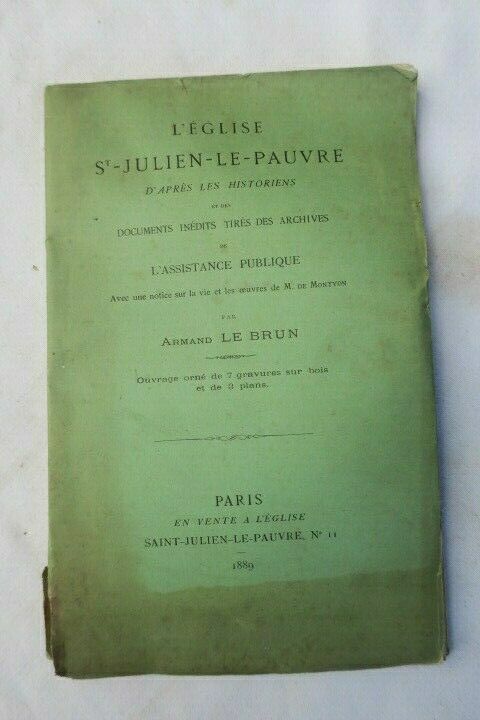 L'ÉGLISE
ST-JULIEN-LE-PAUVRE
D'APRÈS LES HISTORIENS
ET DES
DOCUMENTS INÉDITS TIRÉS DES ARCHIVES
DE
L'ASSISTANCE PUBLIQUE
Avec une notice sur la vie et les œuvres de M. DE MONTYON
PAR
ARMAND LE BRUN
Ouvrage orné de 7 gravures sur bois
et de 3 plans.
PARIS
EN VENTE A L'ÉGLISE
SAINT-JULIEN-LE-PAUVRE, No 11
1889